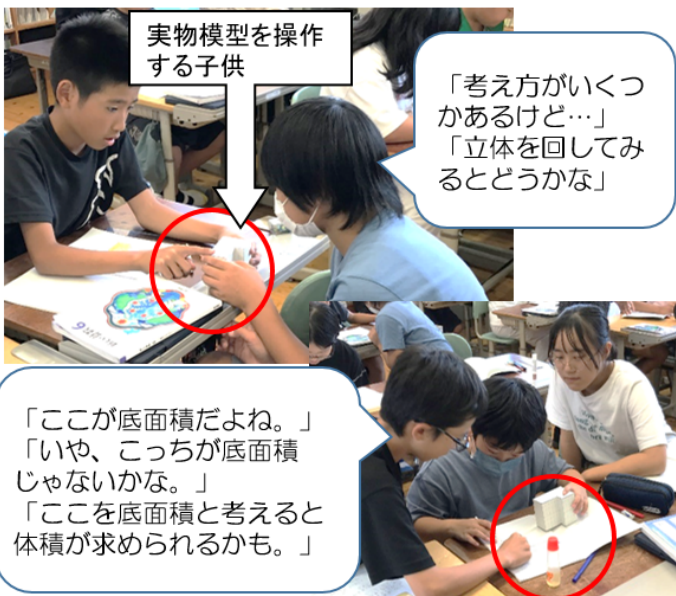 実物模型を操作
する子供
「考え方がいくつ
かあるけど…」
「立体を回してみ
るとどうかな」
「ここが底面積だよね。」
「いや、こっちが底面積
じゃないかな。」
「ここを底面積と考えると
体積が求められるかも。」